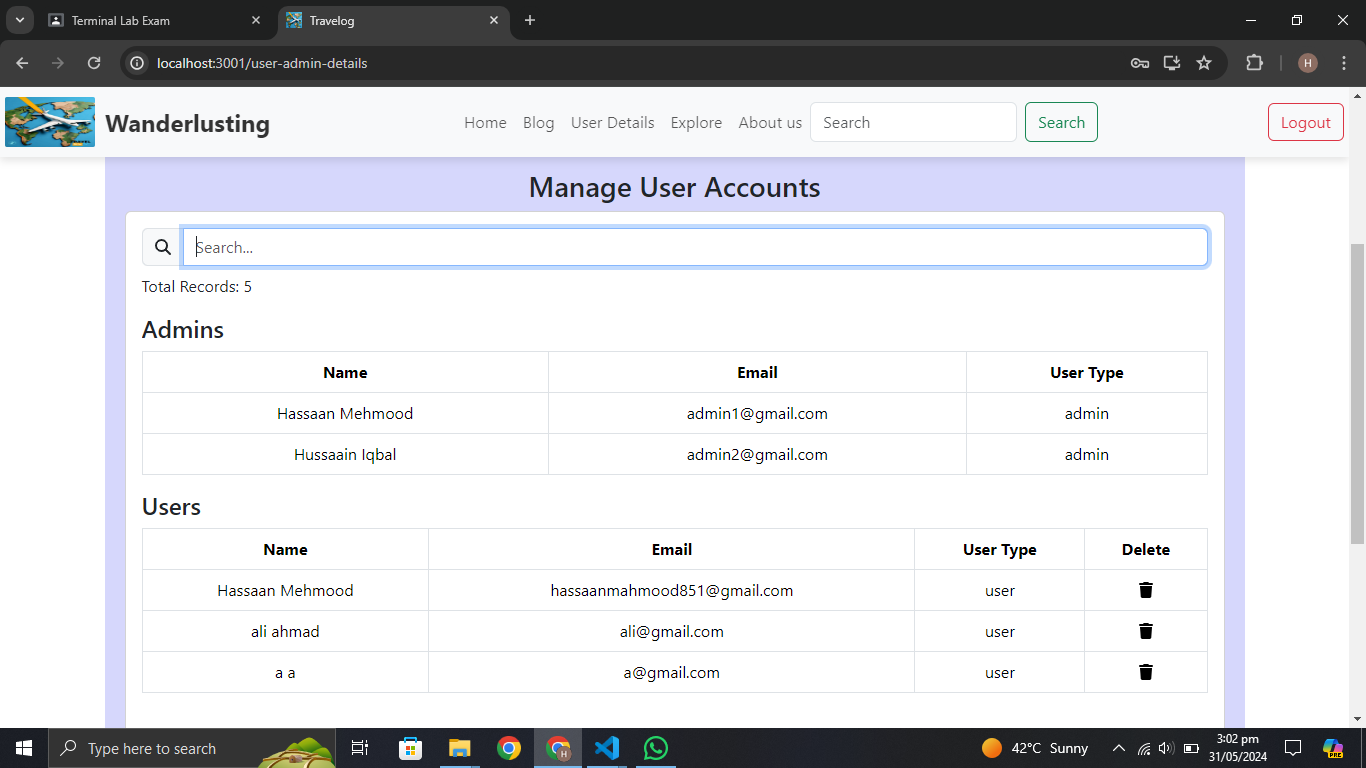 Terminal Lab Exam
Travelog
localhost:3001/user-admin-details
H
Wanderlusting
Home Blog User Details Explore About us Search Search Logout
Manage User Accounts
Search...
Total Records: 5
Admins
Name Email User Type
Hassaan Mehmood admin1@gmail.com admin
Hussaain Iqbal admin2@gmail.com admin
Users
Name Email User Type Delete
Hassaan Mehmood hassaanmahmood851@gmail.com user
ali ahmad ali@gmail.com user
a a a@gmail.com user
Type here to search
H
42°C Sunny
3:02 pm
31/05/2024
PRE